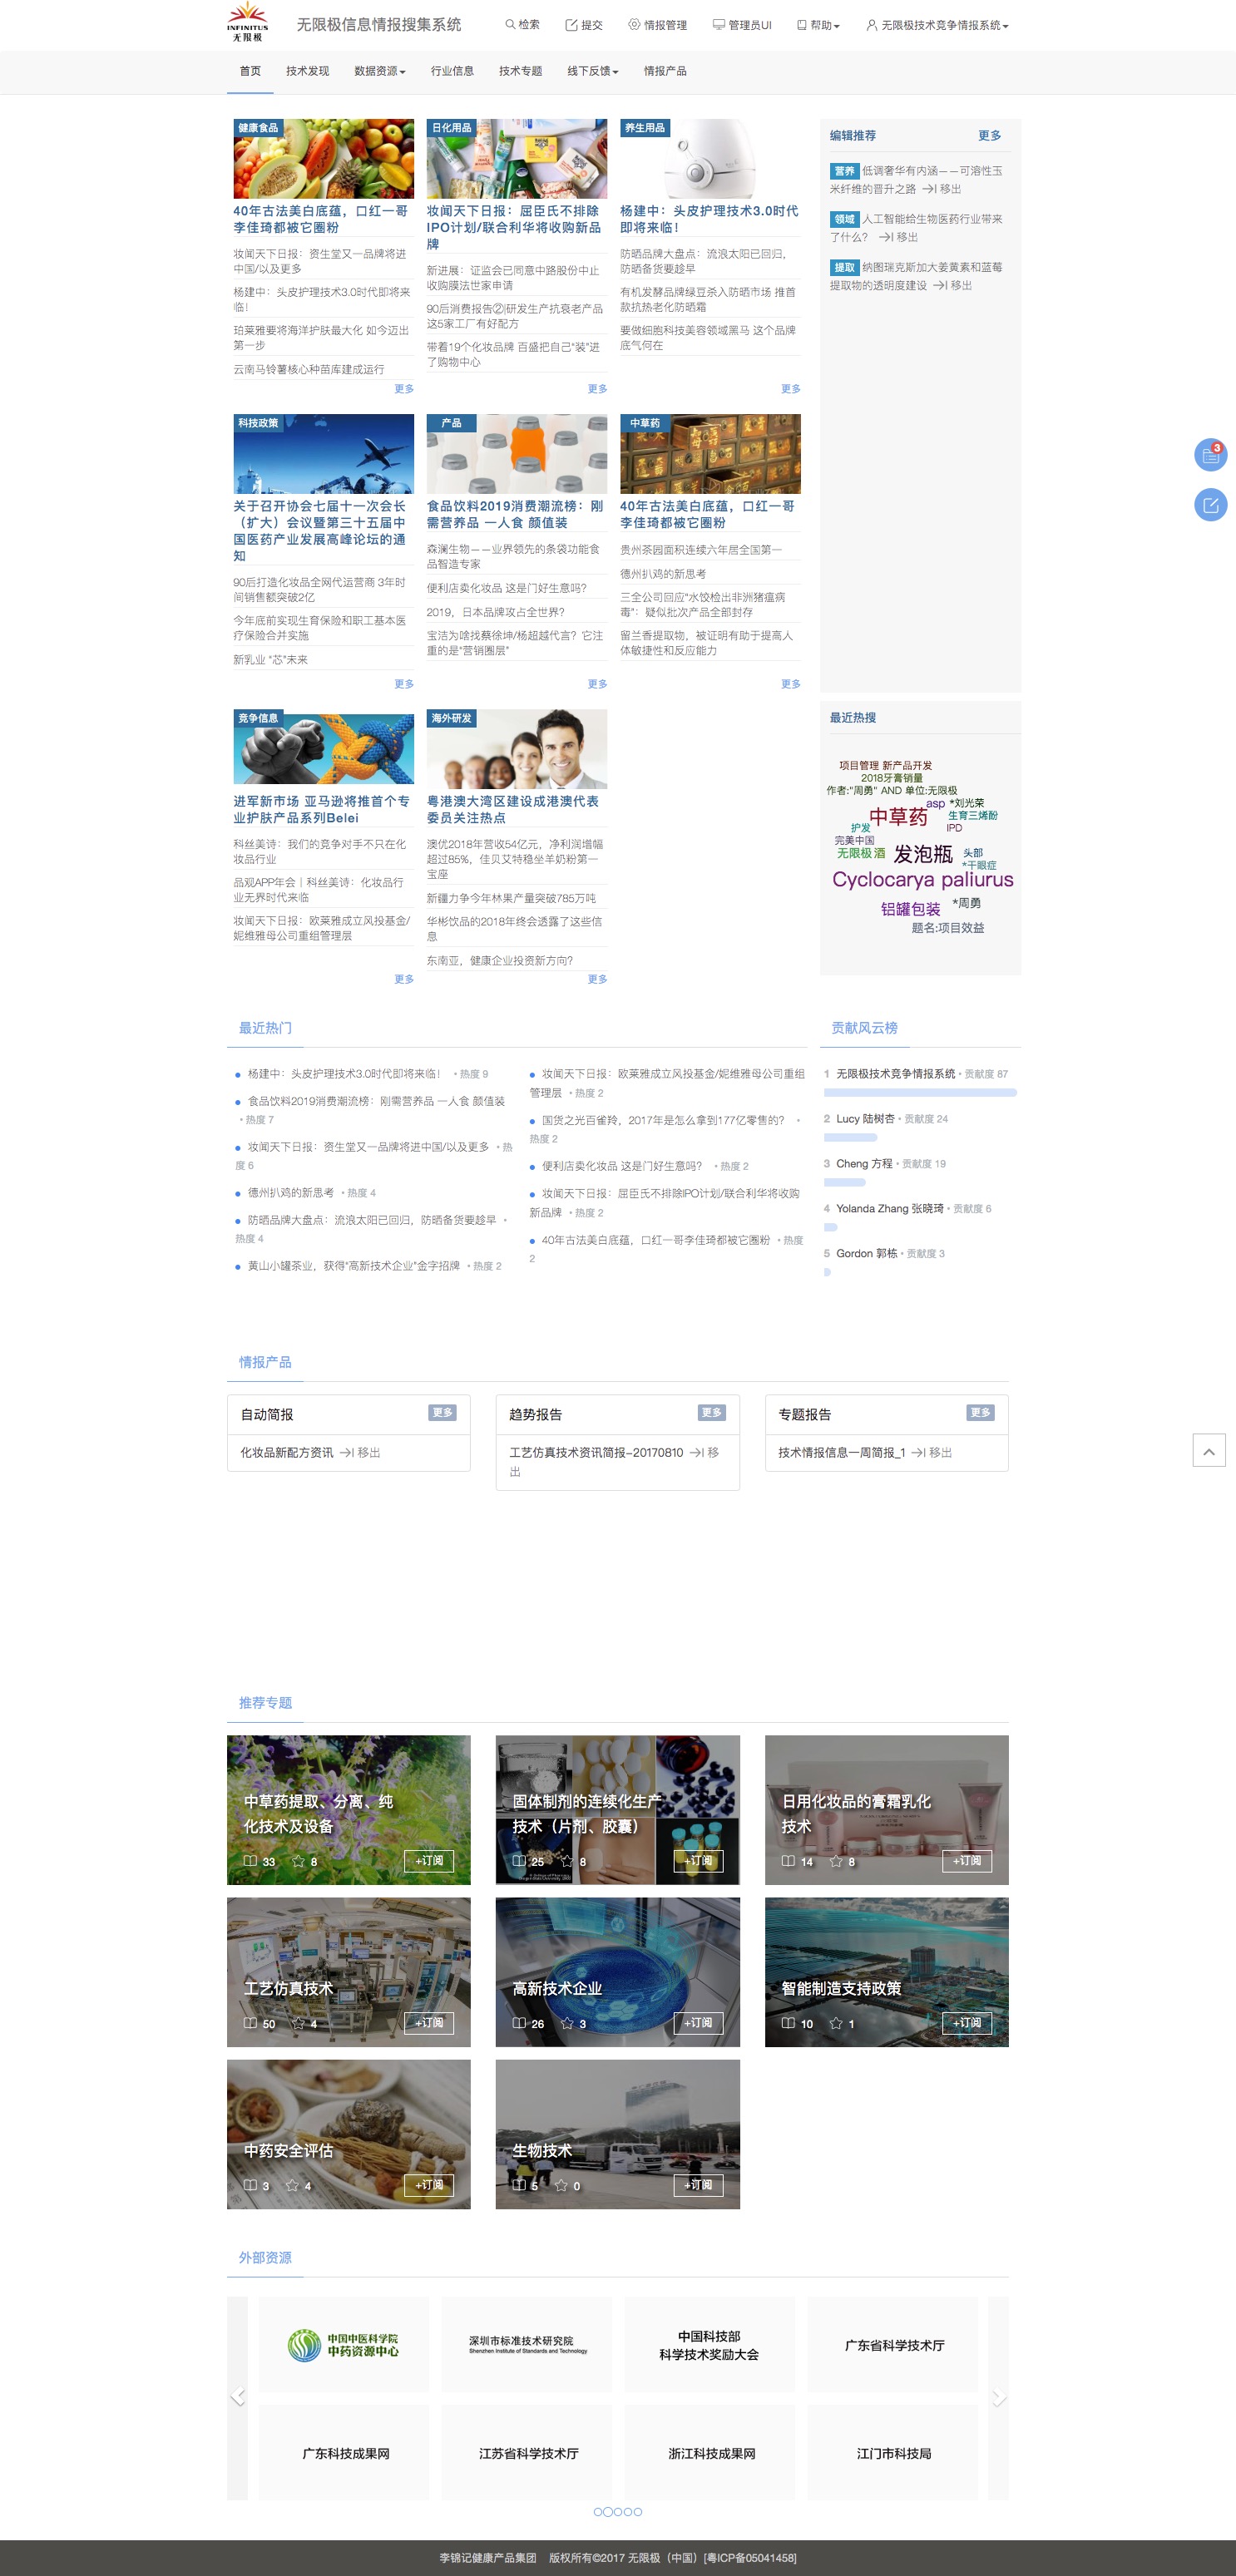 INFINITUS
无限极
无限极信息情报搜集系统
检索
提交
情报管理
管理员UI
帮助
无限极技术竞争情报系统
首页
技术发现
数据资源
行业信息
技术专题
线下反馈
情报产品
健康食品
40年古法美白底蕴，口红一哥
李佳琦都被它圈粉
妆闻天下日报：资生堂又一品牌将进
中国/以及更多
杨建中：头皮护理技术3.0时代即将来
临！
珀莱雅要将海洋护肤最大化 如今迈出
第一步
云南马铃薯核心种苗库建成运行
更多
日化用品
妆闻天下日报：屈臣氏不排除
IPO计划/联合利华将收购新品
牌
新进展：证监会已同意中路股份中止
收购膜法世家申请
90后消费报告②|研发生产抗衰老产品
这5家工厂有好配方
带着19个化妆品牌 百盛把自己“装”进
了购物中心
更多
养生用品
杨建中：头皮护理技术3.0时代
即将来临！
防晒品牌大盘点：流浪太阳已回归，
防晒备货要趁早
有机发酵品牌绿豆杀入防晒市场 推首
款抗热老化防晒霜
要做细胞科技美容领域黑马 这个品牌
底气何在
更多
编辑推荐
更多
营养 低调奢华有内涵——可溶性玉
米纤维的晋升之路 移出
领域 人工智能给生物医药行业带来
了什么？ 移出
提取 纳图瑞克斯加大姜黄素和蓝莓
提取物的透明度建设 移出
3
科技政策
关于召开协会七届十一次会长
（扩大）会议暨第三十五届中
国医药产业发展高峰论坛的通
知
90后打造化妆品全网代运营商 3年时
间销售额突破2亿
今年底前实现生育保险和职工基本医
疗保险合并实施
新乳业 “芯”未来
更多
产品
食品饮料2019消费潮流榜：刚
需营养品 一人食 颜值装
森澜生物——业界领先的条袋功能食
品智造专家
便利店卖化妆品 这是门好生意吗？
2019，日本品牌攻占全世界？
宝洁为啥找蔡徐坤/杨超越代言？它注
重的是“营销圈层”
更多
中草药
40年古法美白底蕴，口红一哥
李佳琦都被它圈粉
贵州茶园面积连续六年居全国第一
德州扒鸡的新思考
三全公司回应“水饺检出非洲猪瘟病
毒”：疑似批次产品全部封存
留兰香提取物，被证明有助于提高人
体敏捷性和反应能力
更多
竞争信息
进军新市场 亚马逊将推首个专
业护肤产品系列Belei
科丝美诗：我们的竞争对手不只在化
妆品行业
品观APP年会｜科丝美诗：化妆品行
业无界时代来临
妆闻天下日报：欧莱雅成立风投基金/
妮维雅母公司重组管理层
更多
海外研发
粤港澳大湾区建设成港澳代表
委员关注热点
澳优2018年营收54亿元，净利润增幅
超过85%，佳贝艾特稳坐羊奶粉第一
宝座
新疆力争今年林果产量突破785万吨
华彬饮品的2018年终会透露了这些信
息
东南亚，健康企业投资新方向？
更多
最近热搜
项目管理 新产品开发
2018牙膏销量
作者:"周勇" AND 单位:无限极
asp *刘光荣
中草药 生育三烯酚
护发 IPD
完美中国
无限极 酒 发泡瓶 头部
*干眼症
Cyclocarya paliurus
铝罐包装 *周勇
题名:项目效益
最近热门
杨建中：头皮护理技术3.0时代即将来临！ • 热度 9
食品饮料2019消费潮流榜：刚需营养品 一人食 颜值装
• 热度 7
妆闻天下日报：资生堂又一品牌将进中国/以及更多 • 热
度 6
德州扒鸡的新思考 • 热度 4
防晒品牌大盘点：流浪太阳已回归，防晒备货要趁早 •
热度 4
黄山小罐茶业，获得“高新技术企业”金字招牌 • 热度 2
妆闻天下日报：欧莱雅成立风投基金/妮维雅母公司重组
管理层 • 热度 2
国货之光百雀羚，2017年是怎么拿到177亿零售的？ •
热度 2
便利店卖化妆品 这是门好生意吗？ • 热度 2
妆闻天下日报：屈臣氏不排除IPO计划/联合利华将收购
新品牌 • 热度 2
40年古法美白底蕴，口红一哥李佳琦都被它圈粉 • 热度
2
贡献风云榜
1 无限极技术竞争情报系统 • 贡献度 87
2 Lucy 陆树杏 • 贡献度 24
3 Cheng 方程 • 贡献度 19
4 Yolanda Zhang 张晓琦 • 贡献度 6
5 Gordon 郭栋 • 贡献度 3
情报产品
自动简报
更多
化妆品新配方资讯 移出
趋势报告
更多
工艺仿真技术资讯简报-20170810 移
出
专题报告
更多
技术情报信息一周简报_1 移出
推荐专题
中草药提取、分离、纯
化技术及设备
33 8 +订阅
固体制剂的连续化生产
技术（片剂、胶囊）
25 8 +订阅
日用化妆品的膏霜乳化
技术
14 8 +订阅
工艺仿真技术
50 4 +订阅
高新技术企业
26 3 +订阅
智能制造支持政策
10 1 +订阅
中药安全评估
3 4 +订阅
生物技术
5 0 +订阅
外部资源
中国中医科学院
中药资源中心
深圳市标准技术研究院
Shenzhen Institute of Standards and Technology
中国科技部
科学技术奖励大会
广东省科学技术厅
广东科技成果网
江苏省科学技术厅
浙江科技成果网
江门市科技局
李锦记健康产品集团 版权所有©2017 无限极（中国）[粤ICP备05041458]